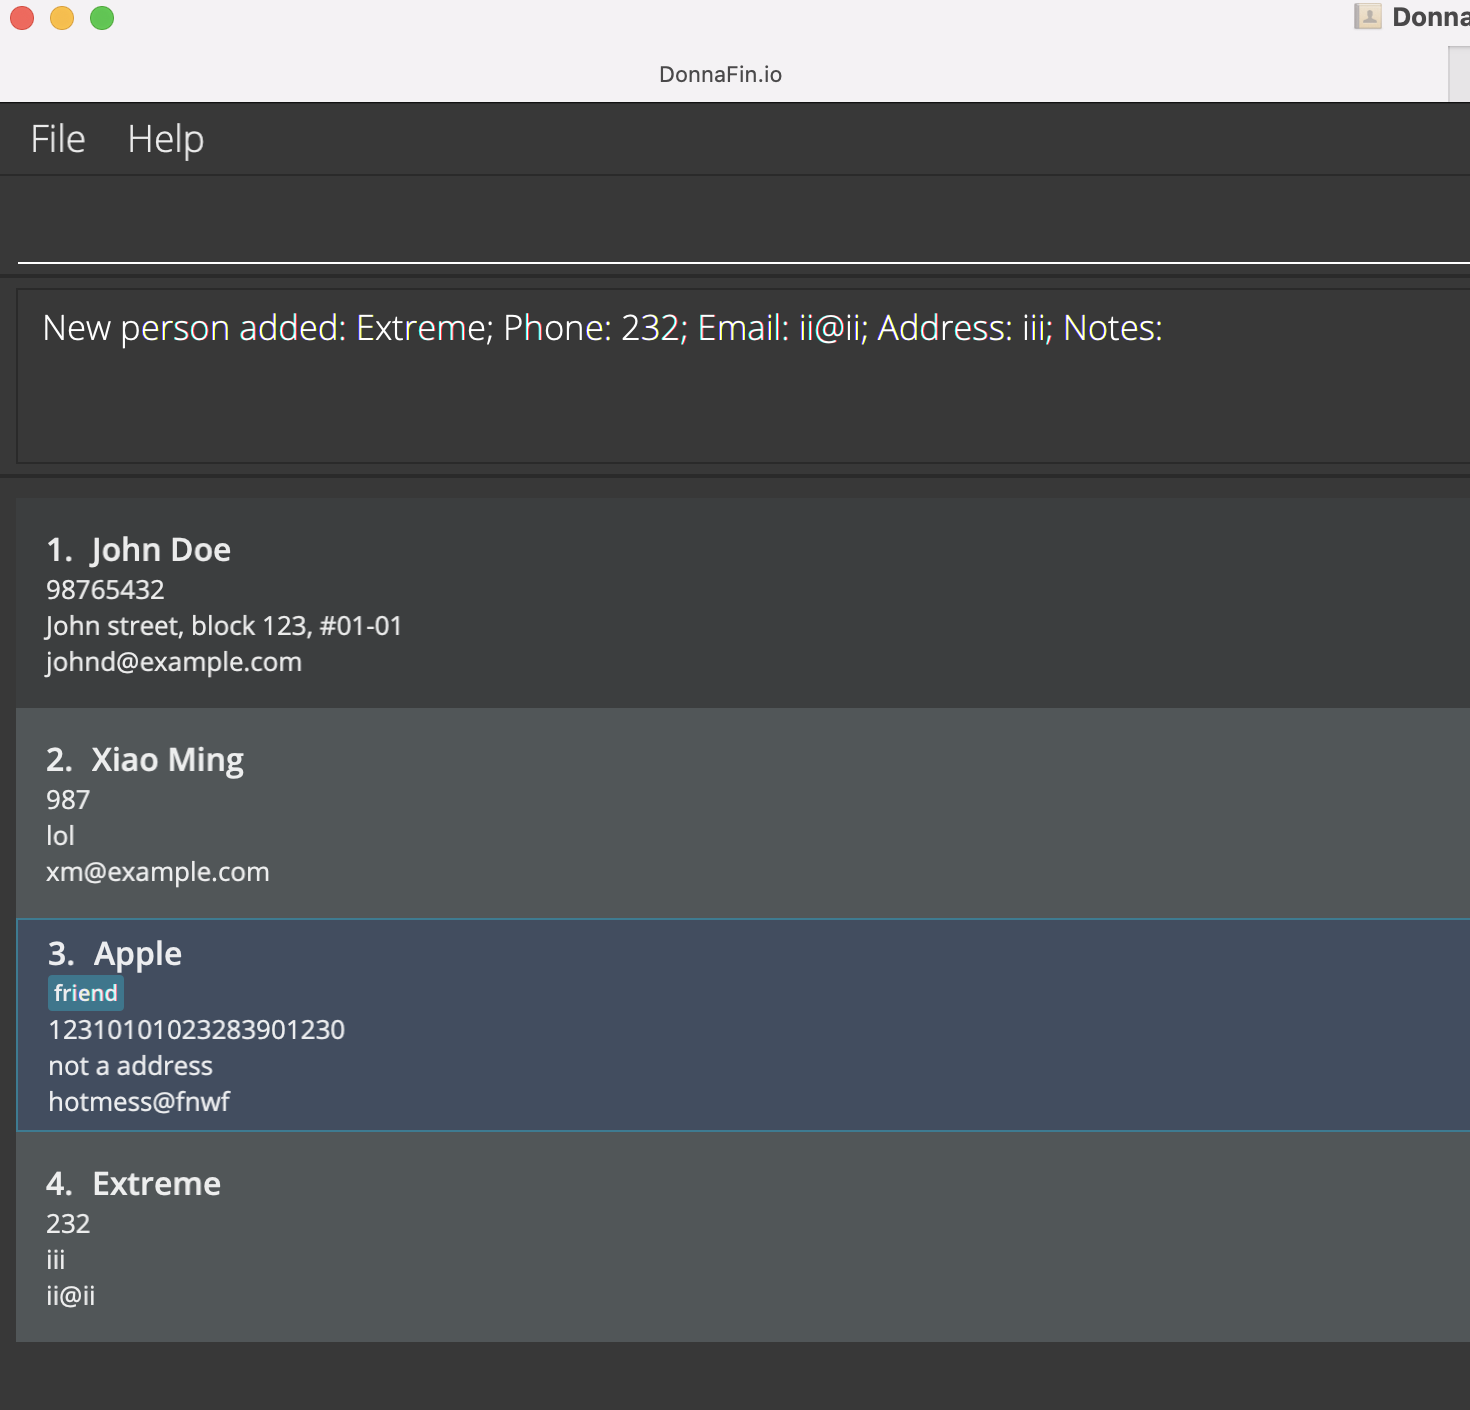 Donna
DonnaFin.io
File Help
New person added: Extreme; Phone: 232; Email: ii@ii; Address: iii; Notes:
1. John Doe
98765432
John street, block 123, #01-01
johnd@example.com
2. Xiao Ming
987
lol
xm@example.com
3. Apple
friend
12310101023283901230
not a address
hotmess@fnwf
4. Extreme
232
iii
ii@ii